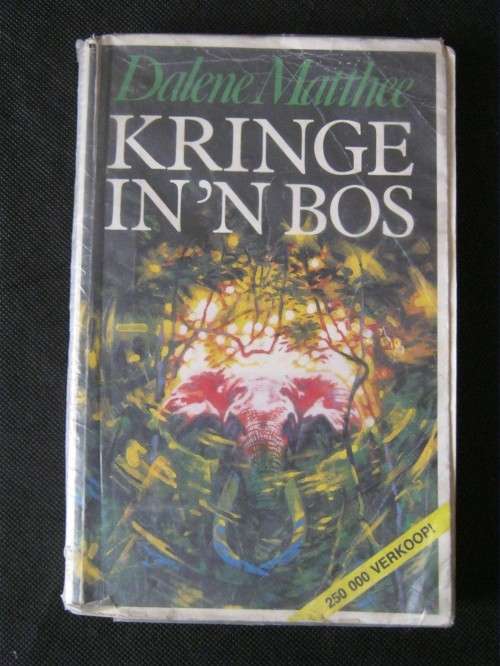 Dalene Matthee
KRINGE
IN 'N BOS
250 000 VERKOOP!